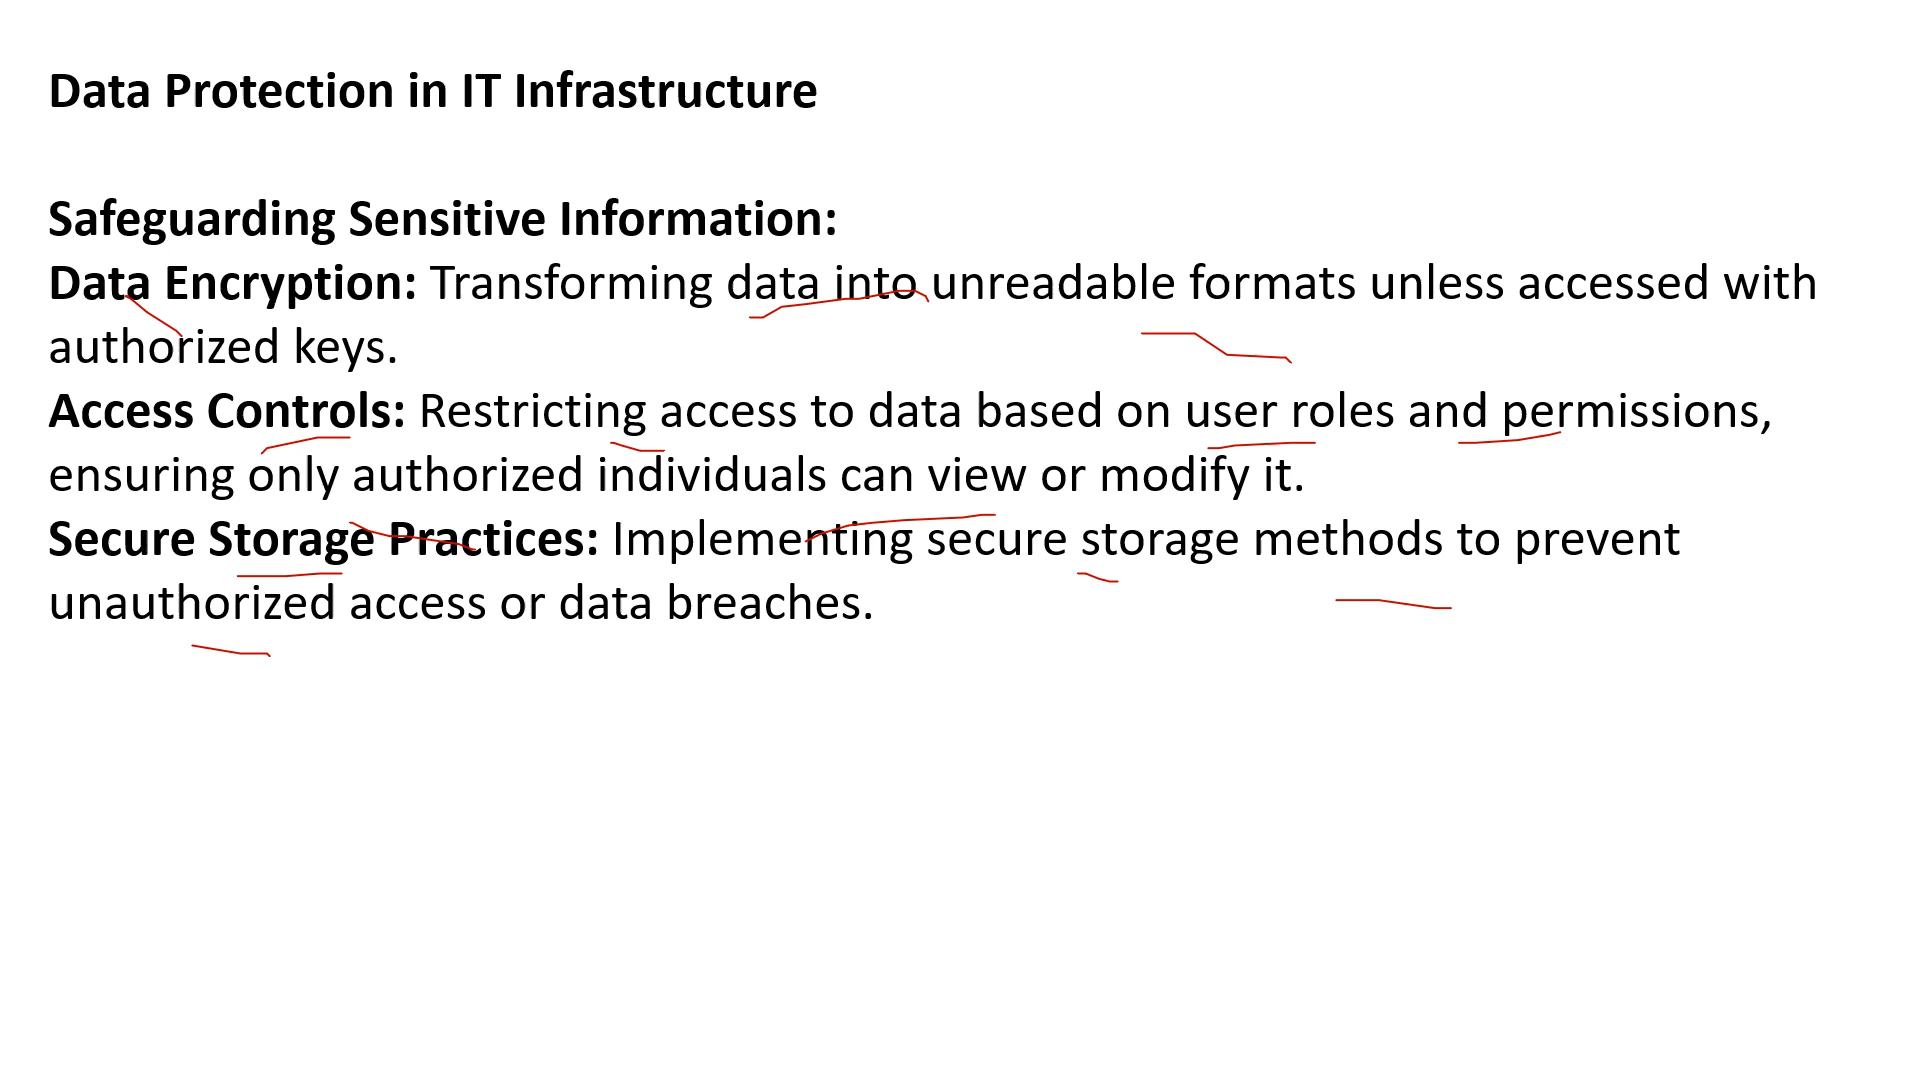 Data Protection in IT Infrastructure
Safeguarding Sensitive Information:
Data Encryption: Transforming data into unreadable formats unless accessed with
authorized keys.
Access Controls: Restricting access to data based on user roles and permissions,
ensuring only authorized individuals can view or modify it.
Secure Storage Practices: Implementing secure storage methods to prevent
unauthorized access or data breaches.